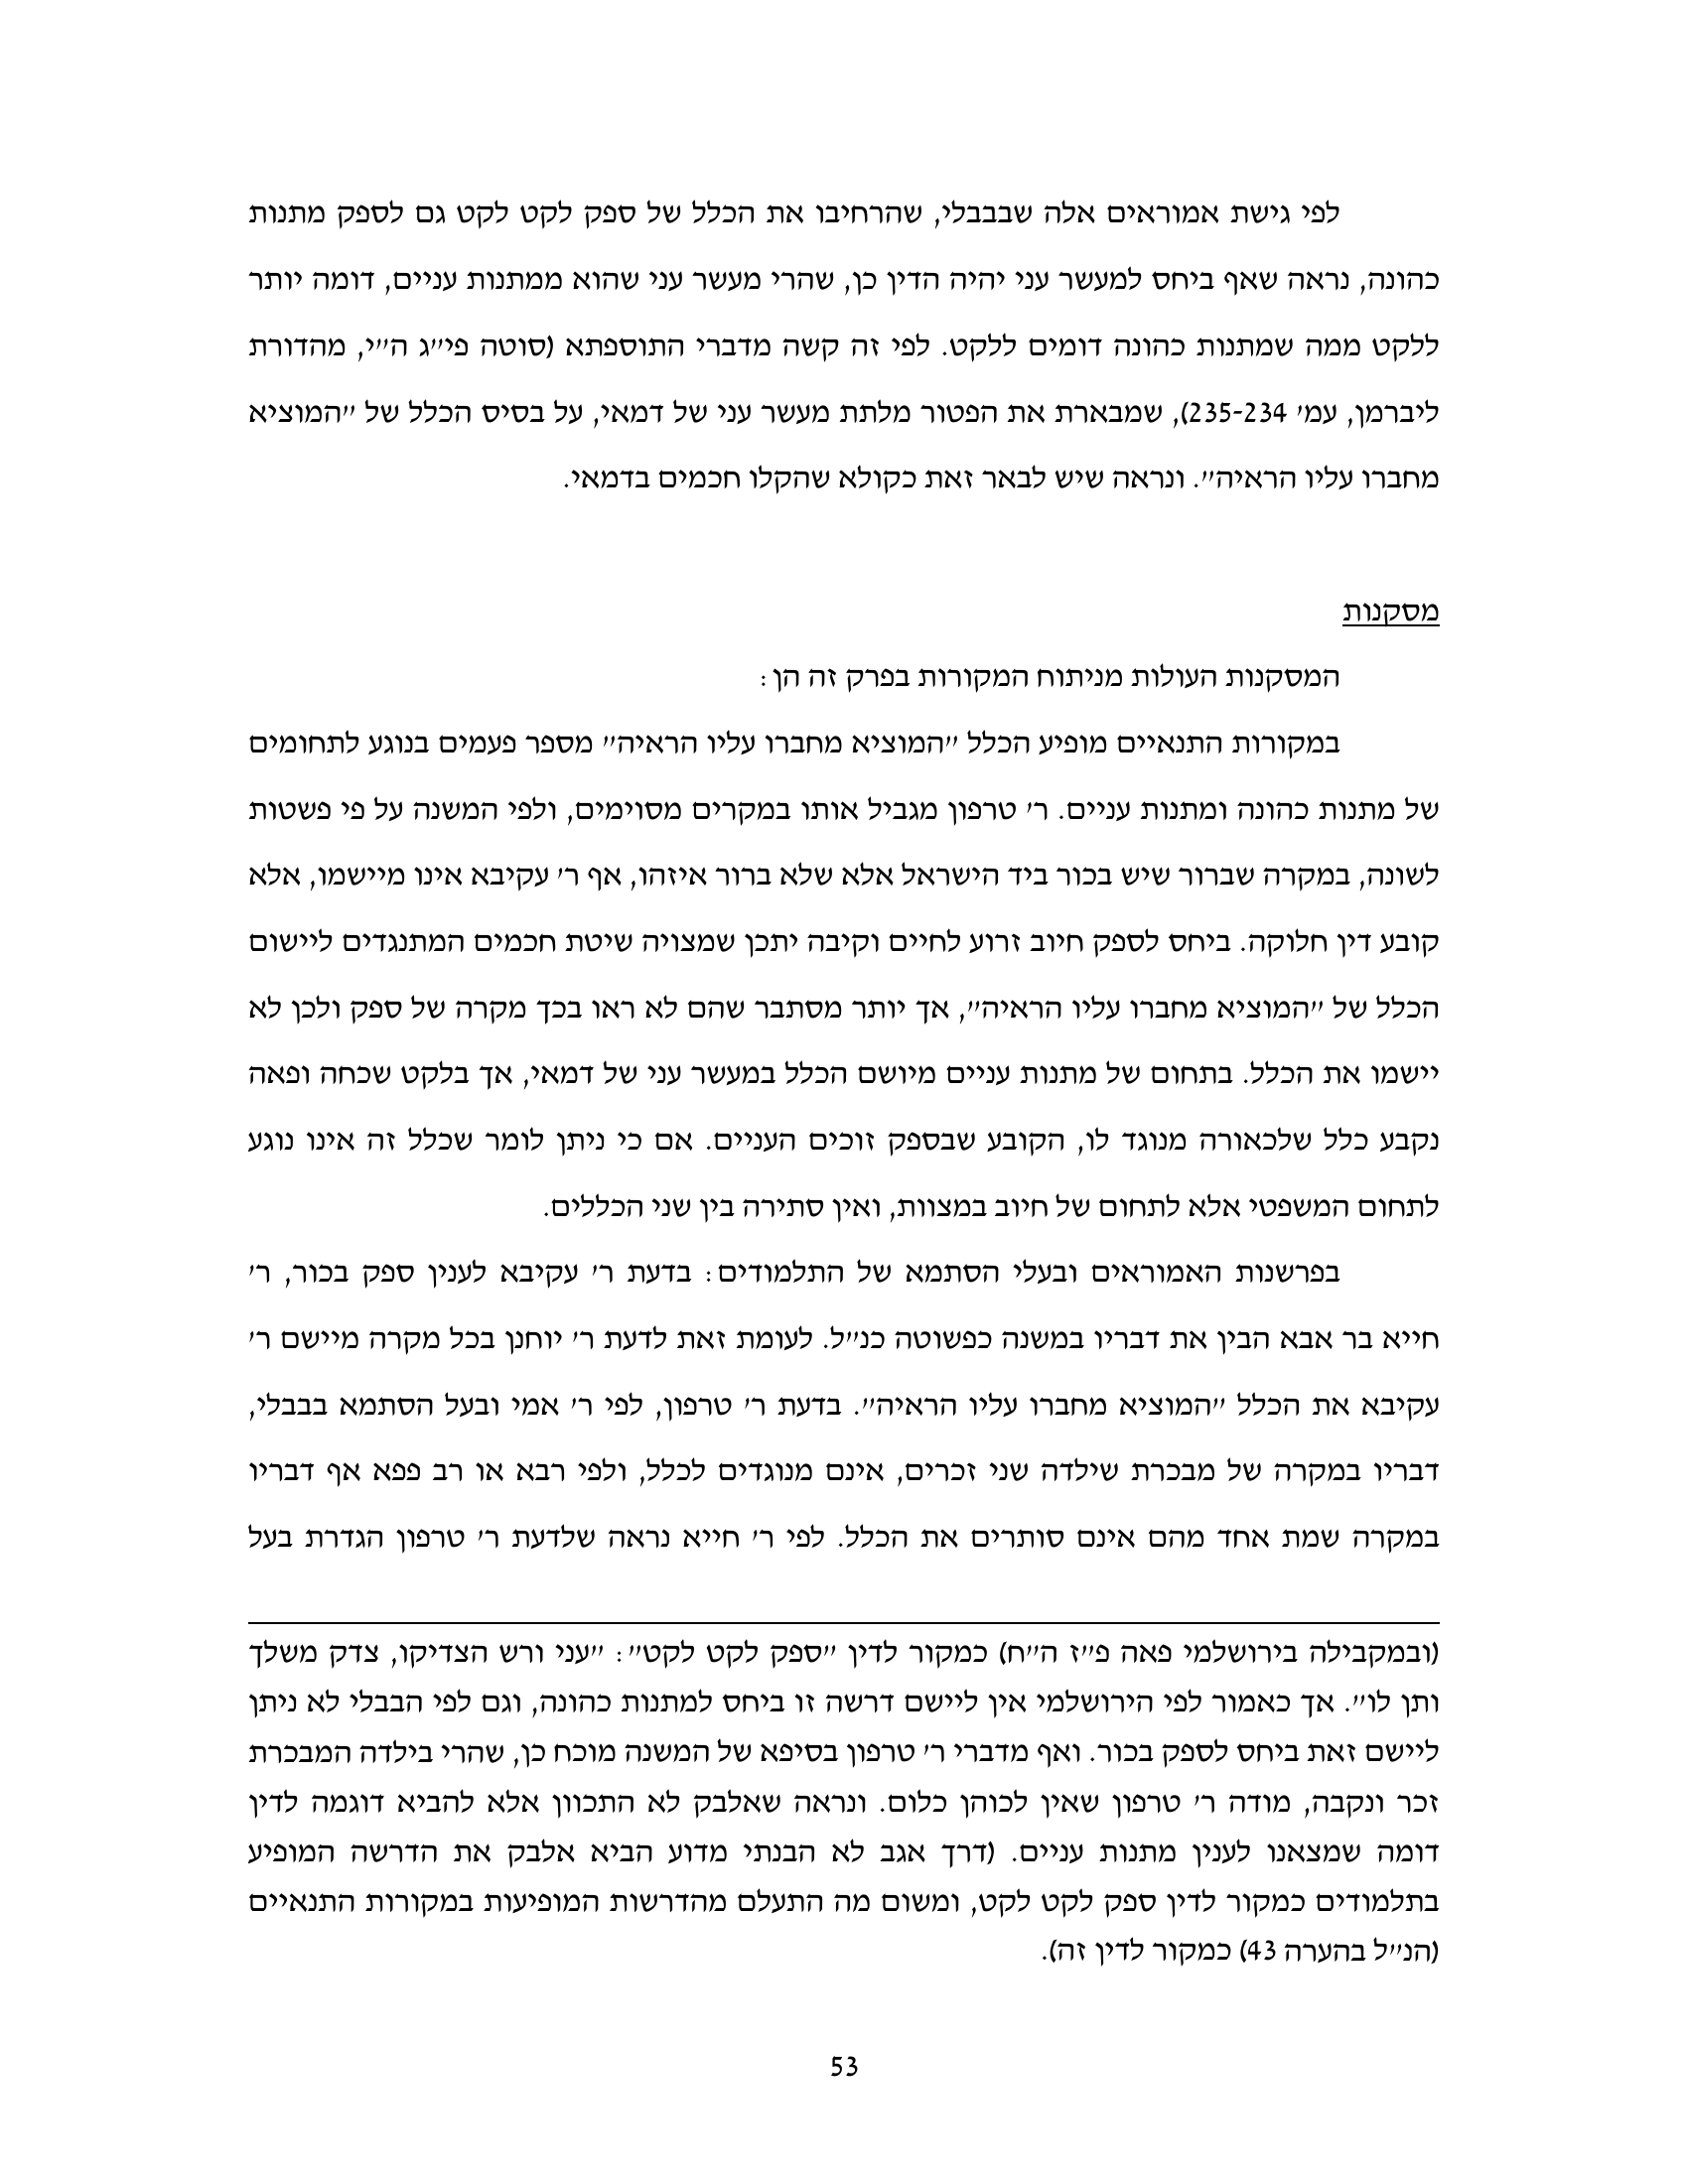 לפי גישת אמוראים אלה שבבבלי, שהרחיבו את הכלל של ספק לקט לקט גם לספק מתנות
כהונה, נראה שאף ביחס למעשר עני יהיה הדין כן, שהרי מעשר עני שהוא ממתנות עניים, דומה יותר
ללקט ממה שמתנות כהונה דומים ללקט. לפי זה קשה מדברי התוספתא (סוטה פי״ג ה״י, מהדורת
ליברמן, עמ׳ 235-234), שמבארת את הפטור מלתת מעשר עני של דמאי, על בסיס הכלל של ״המוציא
מחברו עליו הראיה״. ונראה שיש לבאר זאת כקולא שהקלו חכמים בדמאי.
מסקנות
המסקנות העולות מניתוח המקורות בפרק זה הן:
במקורות התנאיים מופיע הכלל ״המוציא מחברו עליו הראיה״ מספר פעמים בנוגע לתחומים
של מתנות כהונה ומתנות עניים. ר׳ טרפון מגביל אותו במקרים מסוימים, ולפי המשנה על פי פשטות
לשונה, במקרה שברור שיש בכור ביד הישראל אלא שלא ברור איזהו, אף ר׳ עקיבא אינו מיישמו, אלא
קובע דין חלוקה. ביחס לספק חיוב זרוע לחיים וקיבה יתכן שמצויה שיטת חכמים המתנגדים ליישום
הכלל של ״המוציא מחברו עליו הראיה״, אך יותר מסתבר שהם לא ראו בכך מקרה של ספק ולכן לא
יישמו את הכלל. בתחום של מתנות עניים מיושם הכלל במעשר עני של דמאי, אך בלקט שכחה ופאה
נקבע כלל שלכאורה מנוגד לו, הקובע שבספק זוכים העניים. אם כי ניתן לומר שכלל זה אינו נוגע
לתחום המשפטי אלא לתחום של חיוב במצוות, ואין סתירה בין שני הכללים.
בפרשנות האמוראים ובעלי הסתמא של התלמודים: בדעת ר׳ עקיבא לענין ספק בכור, ר׳
חייא בר אבא הבין את דבריו במשנה כפשוטה כנ״ל. לעומת זאת לדעת ר׳ יוחנן בכל מקרה מיישם ר׳
עקיבא את הכלל ״המוציא מחברו עליו הראיה״. בדעת ר׳ טרפון, לפי ר׳ אמי ובעל הסתמא בבבלי,
דבריו במקרה של מבכרת שילדה שני זכרים, אינם מנוגדים לכלל, ולפי רבא או רב פפא אף דבריו
במקרה שמת אחד מהם אינם סותרים את הכלל. לפי ר׳ חייא נראה שלדעת ר׳ טרפון הגדרת בעל
(ובמקבילה בירושלמי פאה פ״ז ה״ח) כמקור לדין ״ספק לקט לקט״: ״עני ורש הצדיקו, צדק משלך
ותן לו״. אך כאמור לפי הירושלמי אין ליישם דרשה זו ביחס למתנות כהונה, וגם לפי הבבלי לא ניתן
ליישם זאת ביחס לספק בכור. ואף מדברי ר׳ טרפון בסיפא של המשנה מוכח כן, שהרי בילדה המבכרת
זכר ונקבה, מודה ר׳ טרפון שאין לכוהן כלום. ונראה שאלבק לא התכוון אלא להביא דוגמה לדין
דומה שמצאנו לענין מתנות עניים. (דרך אגב לא הבנתי מדוע הביא אלבק את הדרשה המופיע
בתלמודים כמקור לדין ספק לקט לקט, ומשום מה התעלם מהדרשות המופיעות במקורות התנאיים
(הנ״ל בהערה 43) כמקור לדין זה).
53